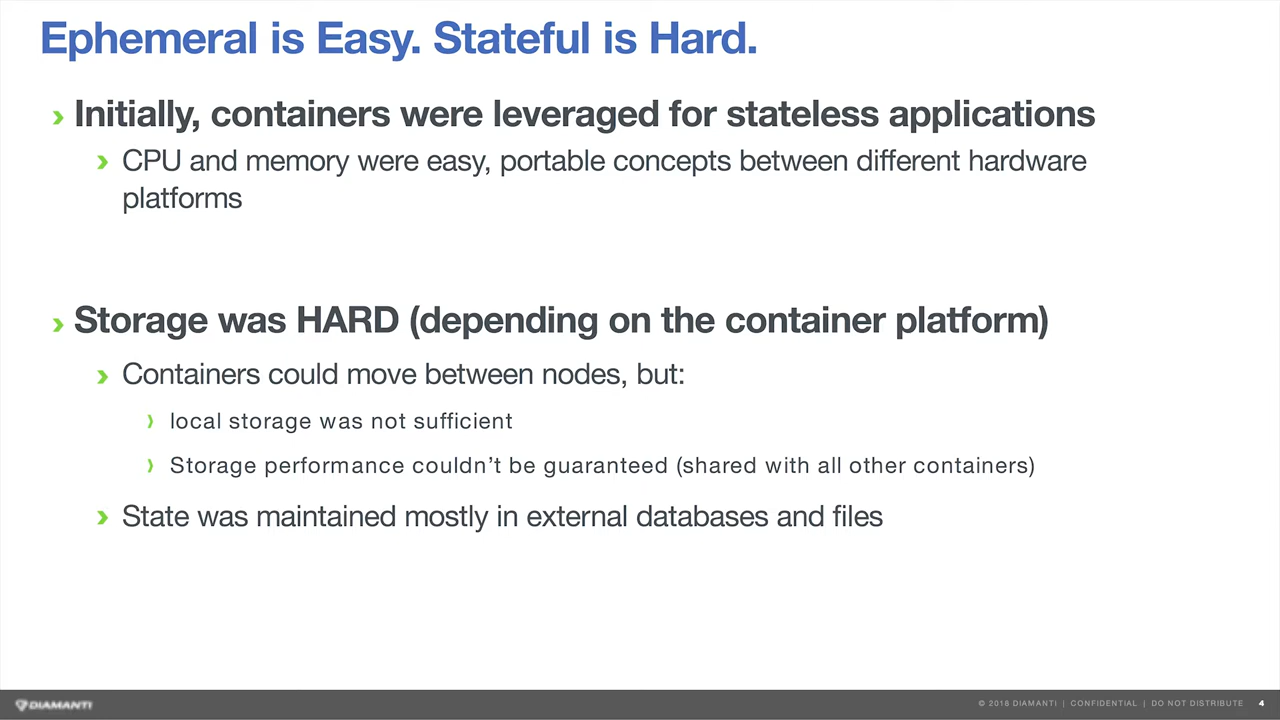 Ephemeral is Easy. Stateful is Hard.
› Initially, containers were leveraged for stateless applications
› CPU and memory were easy, portable concepts between different hardware
platforms
› Storage was HARD (depending on the container platform)
› Containers could move between nodes, but:
› local storage was not sufficient
› Storage performance couldn’t be guaranteed (shared with all other containers)
› State was maintained mostly in external databases and files
DIAMANTI
© 2018 DIAMANTI | CONFIDENTIAL | DO NOT DISTRIBUTE 4